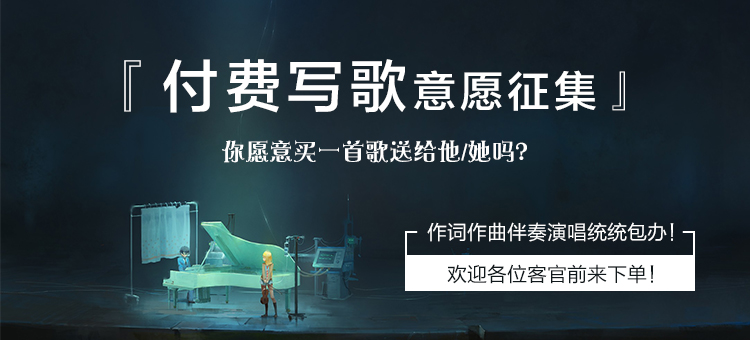 『付费写歌意愿征集』
你愿意买一首歌送给他/她吗?
作词作曲伴奏演唱统统包办!
欢迎各位客官前来下单!